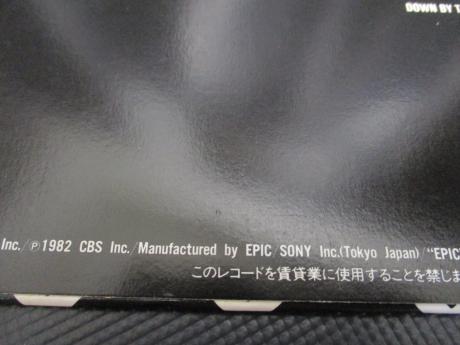 DOWN BY T
Inc./℗1982 CBS Inc./Manufactured by EPIC/SONY Inc.(Tokyo Japan)/"EPIC
このレコードを賃貸業に使用することを禁じま